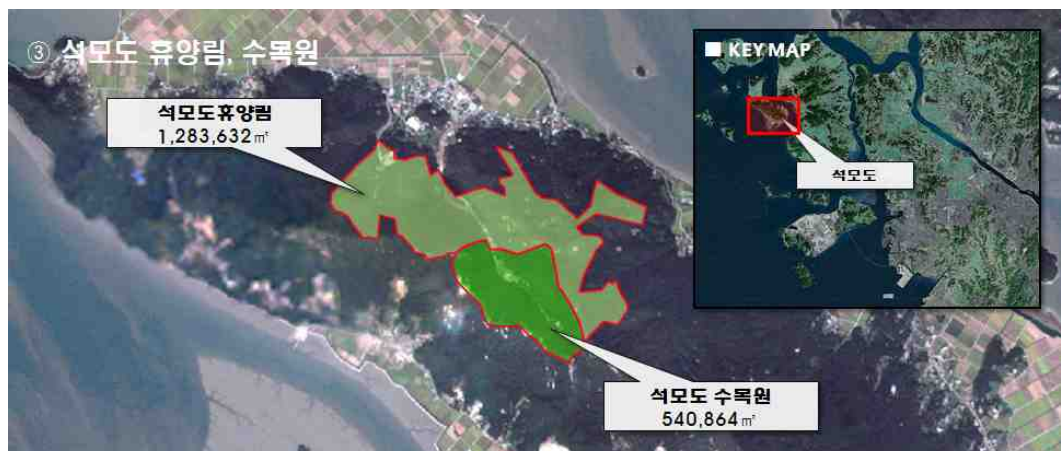 ③ 석모도 휴양림, 수목원
석모도휴양림
1,283,632㎡
■ KEY MAP
석모도
석모도 수목원
540,864㎡